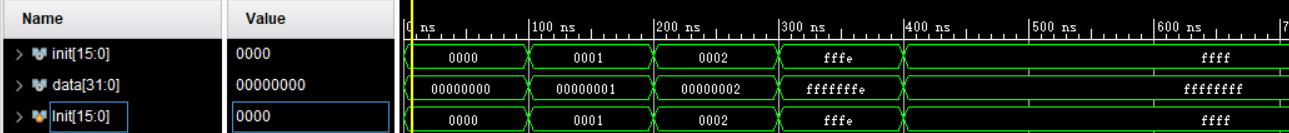 Name Value 0 ns 100 ns 200 ns 300 ns 400 ns 500 ns 600 ns 7
init[15:0] 0000 0000 0001 0002 fffe ffff
data[31:0] 00000000 00000000 00000001 00000002 fffffffe ffffffff
Init[15:0] 0000 0000 0001 0002 fffe ffff